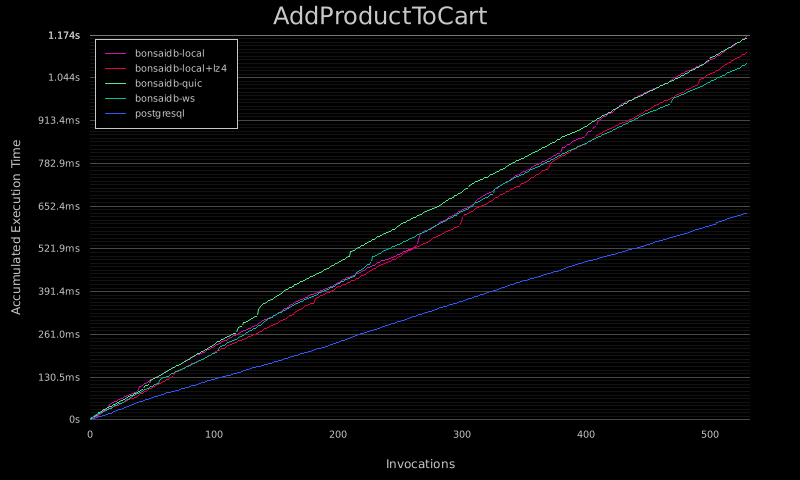 AddProductToCart
1.174s
1.044s
913.4ms
782.9ms
652.4ms
521.9ms
391.4ms
261.0ms
130.5ms
0s
Accumulated Execution Time
bonsaidb-local
bonsaidb-local+lz4
bonsaidb-quic
bonsaidb-ws
postgresql
0 100 200 300 400 500
Invocations